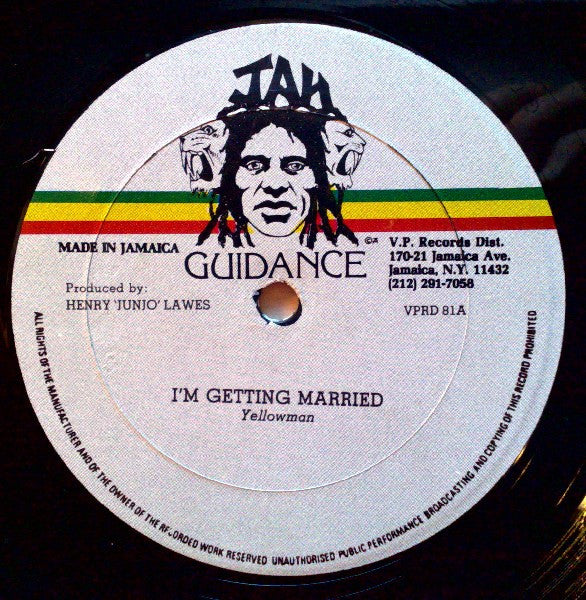 JAH
GUIDANCE
MADE IN JAMAICA
Produced by:
HENRY 'JUNJO' LAWES
V.P. Records Dist.
170-21 Jamaica Ave.
Jamaica, N.Y. 11432
(212) 291-7058
VPRD 81A
I'M GETTING MARRIED
Yellowman
ALL RIGHTS OF THE MANUFACTURER AND OF THE OWNER OF THE RECORDED WORK RESERVED UNAUTHORISED PUBLIC PERFORMANCE BROADCASTING AND COPYING OF THIS RECORD PROHIBITED